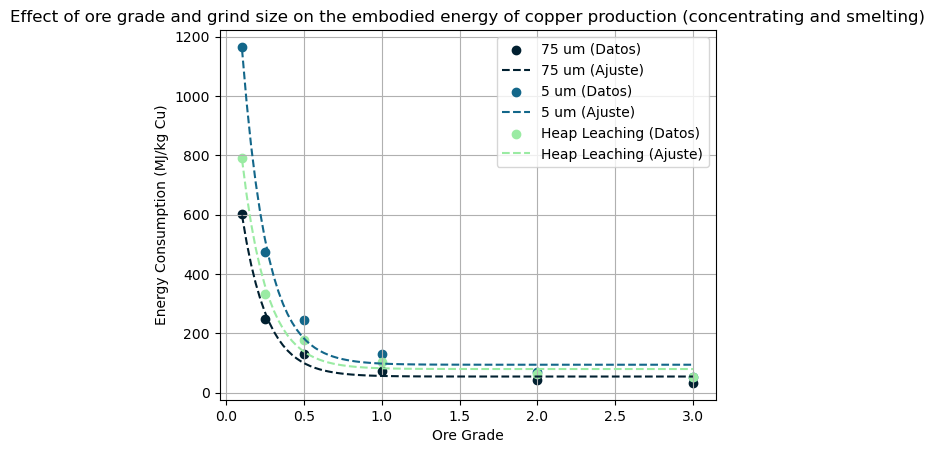 Effect of ore grade and grind size on the embodied energy of copper production (concentrating and smelting)
1200
1000
800
600
400
200
0
Energy Consumption (MJ/kg Cu)
75 um (Datos)
75 um (Ajuste)
5 um (Datos)
5 um (Ajuste)
Heap Leaching (Datos)
Heap Leaching (Ajuste)
0.0
0.5
1.0
1.5
2.0
2.5
3.0
Ore Grade